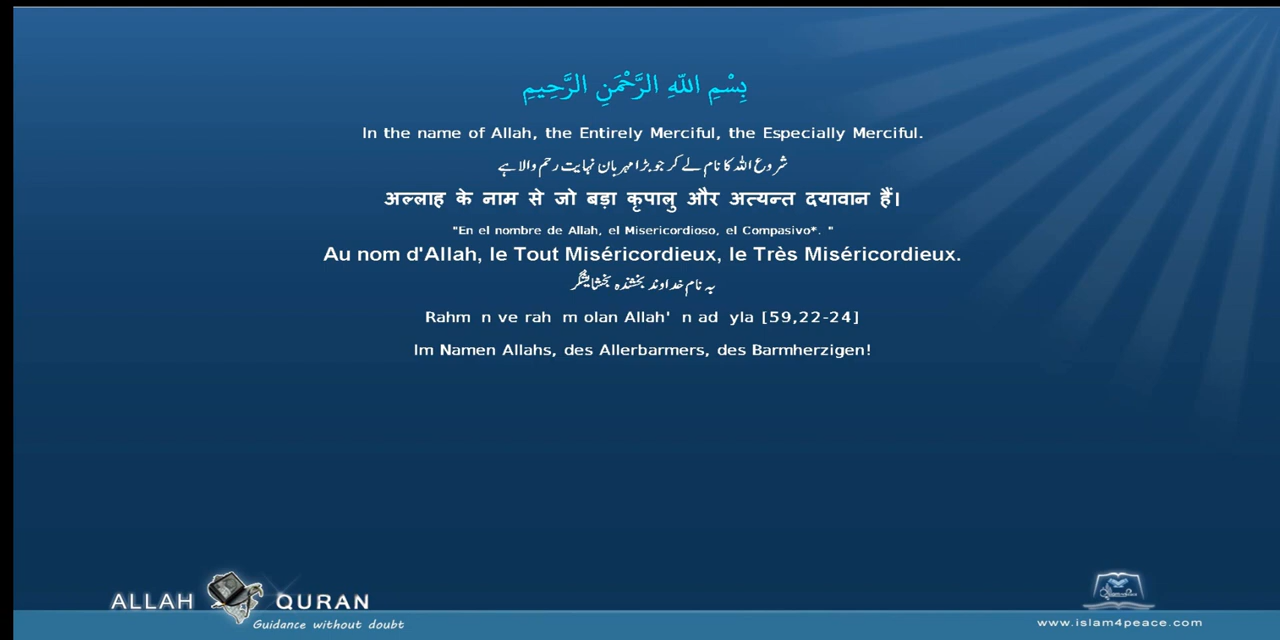 بِسْمِ اللّهِ الرَّحْمَنِ الرَّحِيمِ
In the name of Allah, the Entirely Merciful, the Especially Merciful.
شروع الله کا نام لے کر جو بڑا مہربان نہایت رحم والا ہے
अल्लाह के नाम से जो बड़ा कृपालु और अत्यन्त दयावान हैं।
"En el nombre de Allah, el Misericordioso, el Compasivo*. "
Au nom d'Allah, le Tout Miséricordieux, le Très Miséricordieux.
به نام خداوند بخشنده بخشایشگر
Rahm n ve rah m olan Allah' n ad yla [59,22-24]
Im Namen Allahs, des Allerbarmers, des Barmherzigen!
ALLAH QURAN
Guidance without doubt
www.islam4peace.com